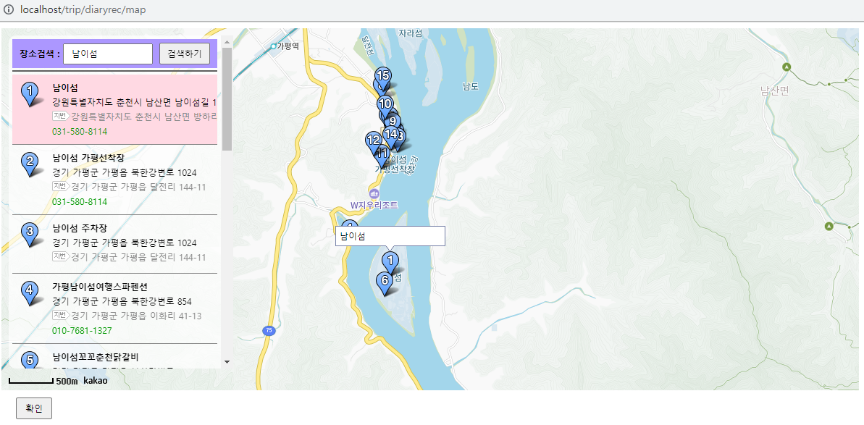 localhost/trip/diaryrec/map
장소검색 : 남이섬 검색하기
1 남이섬
강원특별자치도 춘천시 남산면 남이섬길 1
지번 강원특별자치도 춘천시 남산면 방하리
031-580-8114
2 남이섬 가평선착장
경기 가평군 가평읍 북한강변로 1024
지번 경기 가평군 가평읍 달전리 144-11
031-580-8114
3 남이섬 주차장
경기 가평군 가평읍 북한강변로 1024
지번 경기 가평군 가평읍 달전리 144-11
4 가평남이섬여행스파펜션
경기 가평군 가평읍 북한강변로 854
지번 경기 가평군 가평읍 이화리 41-13
010-7681-1327
5 남이섬꼬꼬춘천닭갈비
500m kakao
가평역
자라섬
달전천
남도
남산면
15
10
9
14
12
11
가평선착장
W지우리조트
남이섬
1
6
75
확인